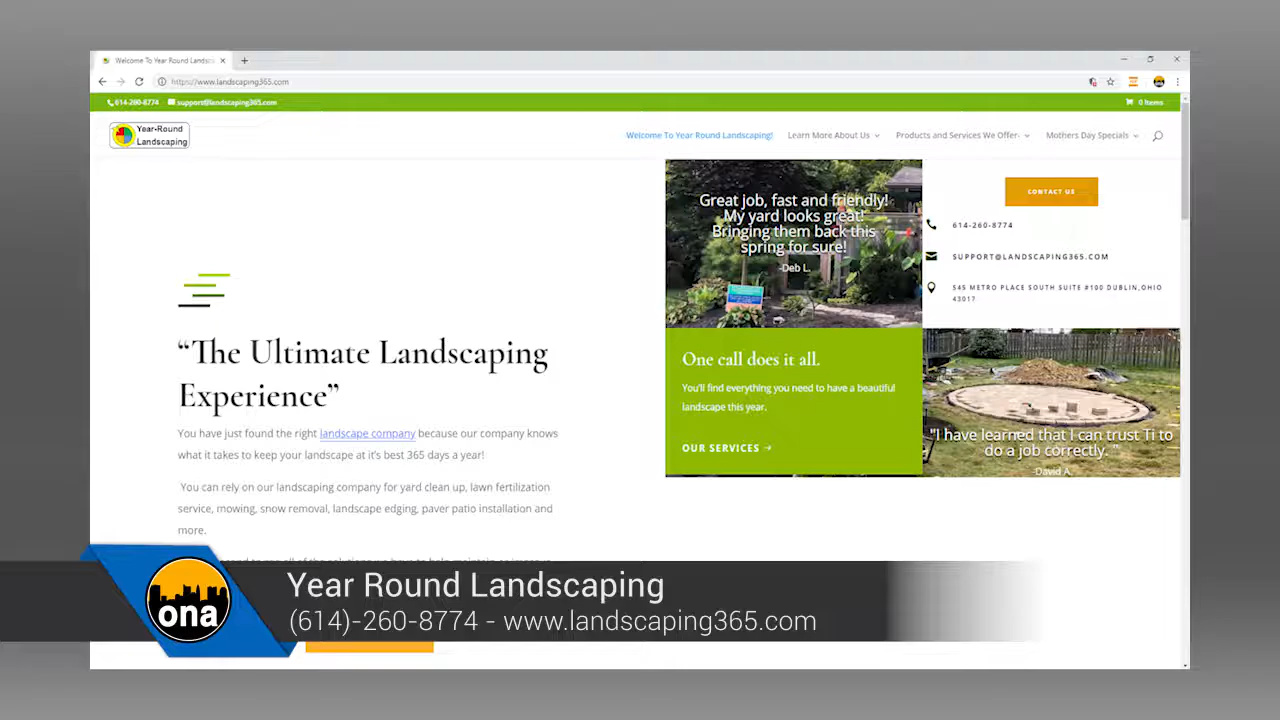 Welcome To Year Round Landsc
https://www.landscaping365.com
614-260-8774 support@landscaping365.com
0 Items
Year-Round
Landscaping
Welcome To Year Round Landscaping! Learn More About Us Products and Services We Offer- Mothers Day Specials
Great job, fast and friendly!
My yard looks great!
Bringing them back this
spring for sure!
-Deb L.
CONTACT US
614-260-8774
SUPPORT@LANDSCAPING365.COM
545 METRO PLACE SOUTH SUITE #100 DUBLIN,OHIO
43017
“The Ultimate Landscaping
Experience”
You have just found the right landscape company because our company knows
what it takes to keep your landscape at it’s best 365 days a year!
You can rely on our landscaping company for yard clean up, lawn fertilization
service, mowing, snow removal, landscape edging, paver patio installation and
more.
One call does it all.
You'll find everything you need to have a beautiful
landscape this year.
OUR SERVICES →
"I have learned that I can trust Ti to
do a job correctly. "
-David A.
ona
Year Round Landscaping
(614)-260-8774 - www.landscaping365.com